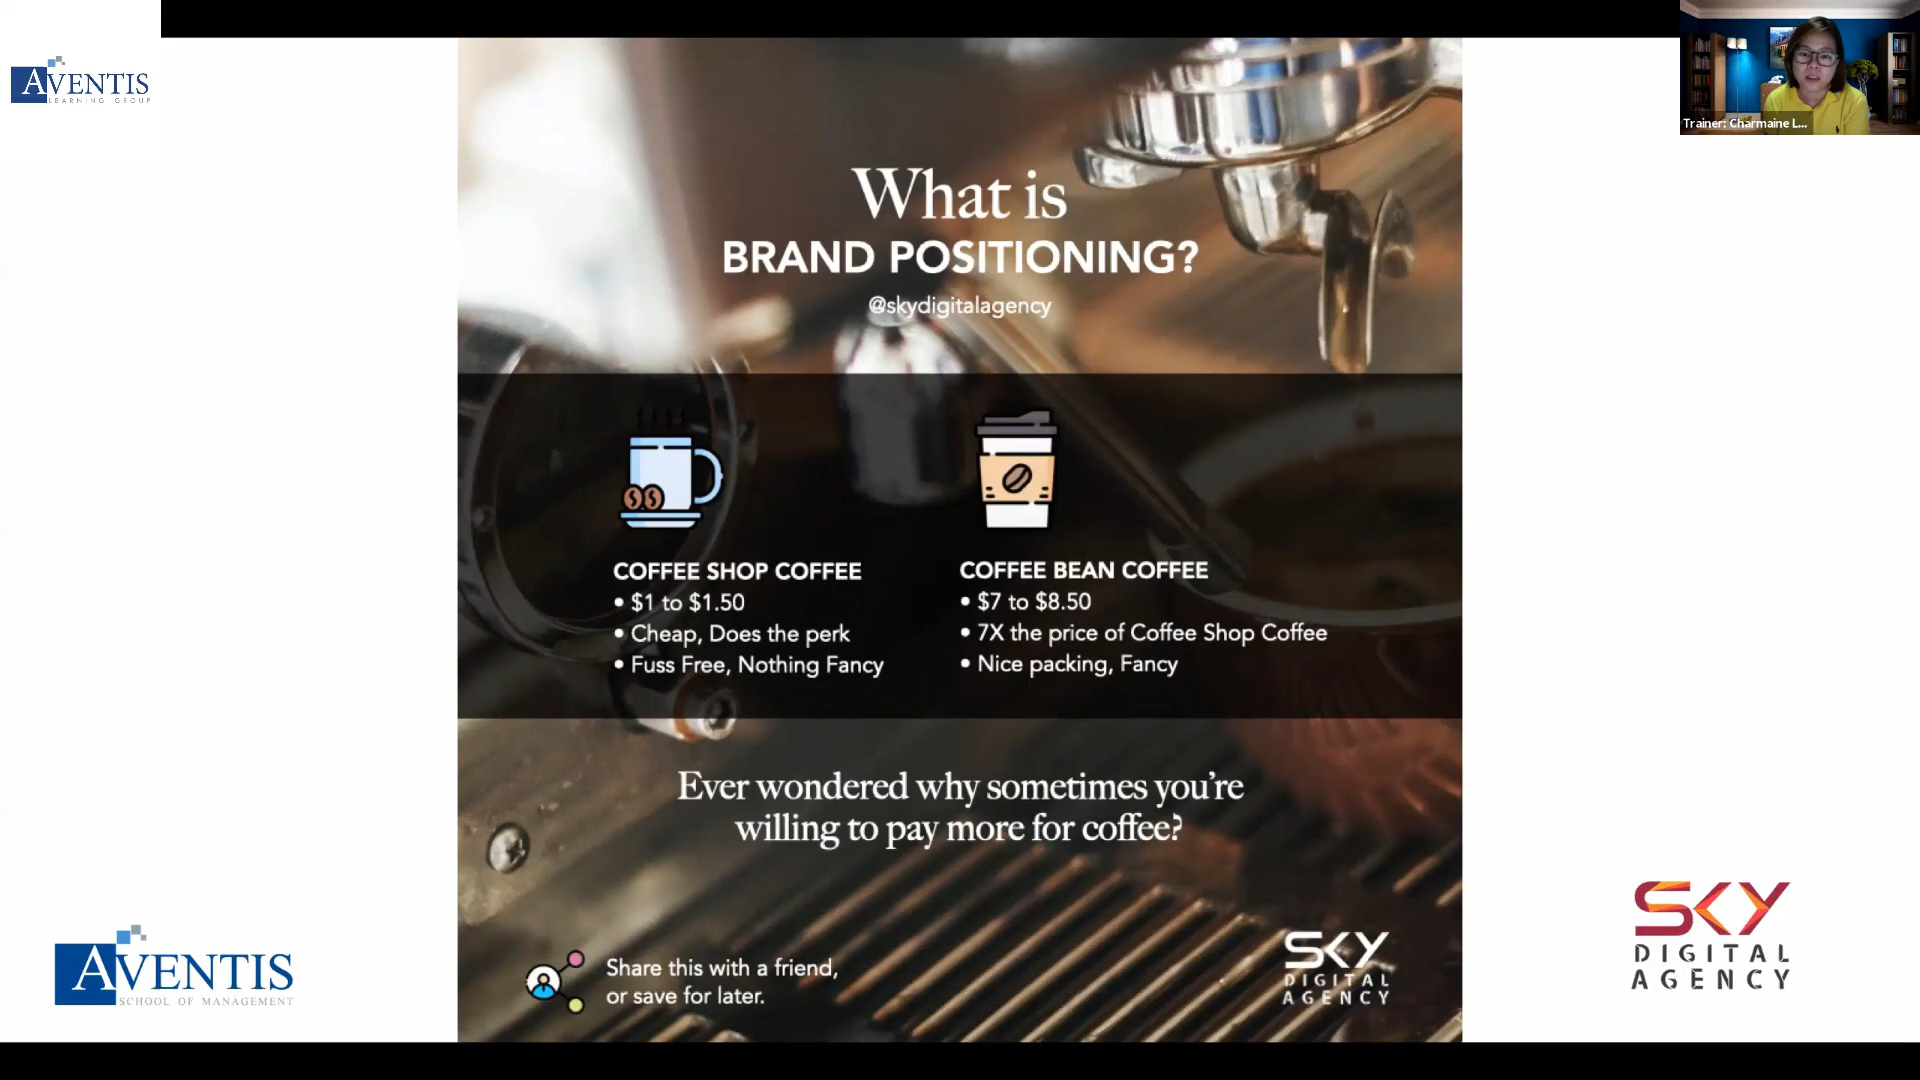 AVENTIS
LEARNING GROUP
Trainer: Charmaine L...
What is
BRAND POSITIONING?
@skydigitalagency
COFFEE SHOP COFFEE
• $1 to $1.50
• Cheap, Does the perk
• Fuss Free, Nothing Fancy
COFFEE BEAN COFFEE
• $7 to $8.50
• 7X the price of Coffee Shop Coffee
• Nice packing, Fancy
Ever wondered why sometimes you're
willing to pay more for coffee?
Share this with a friend,
or save for later.
SKY
DIGITAL
AGENCY
AVENTIS
SCHOOL OF MANAGEMENT
SKY
DIGITAL
AGENCY